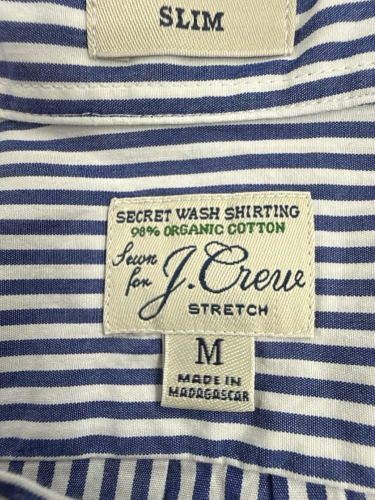 SLIM
SECRET WASH SHIRTING
98% ORGANIC COTTON
Sewn for J.Crew
STRETCH
M
MADE IN
MADAGASCAR